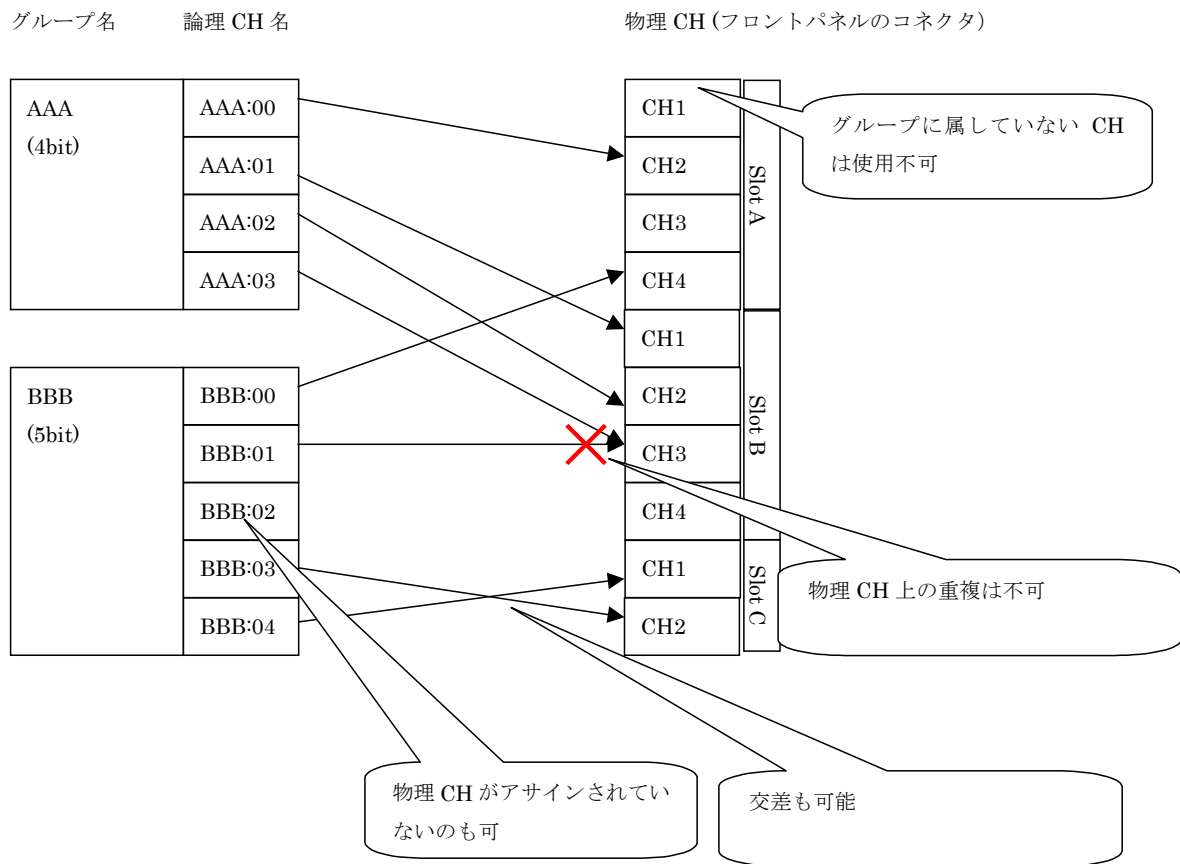 グループ名 論理 CH 名 物理 CH (フロントパネルのコネクタ)
AAA
(4bit)
AAA:00
AAA:01
AAA:02
AAA:03
BBB
(5bit)
BBB:00
BBB:01
BBB:02
BBB:03
BBB:04
CH1
CH2
CH3
CH4
Slot A
CH1
CH2
CH3
CH4
Slot B
CH1
CH2
Slot C
グループに属していない CH
は使用不可
物理 CH 上の重複は不可
物理 CH がアサインされてい
ないのも可
交差も可能